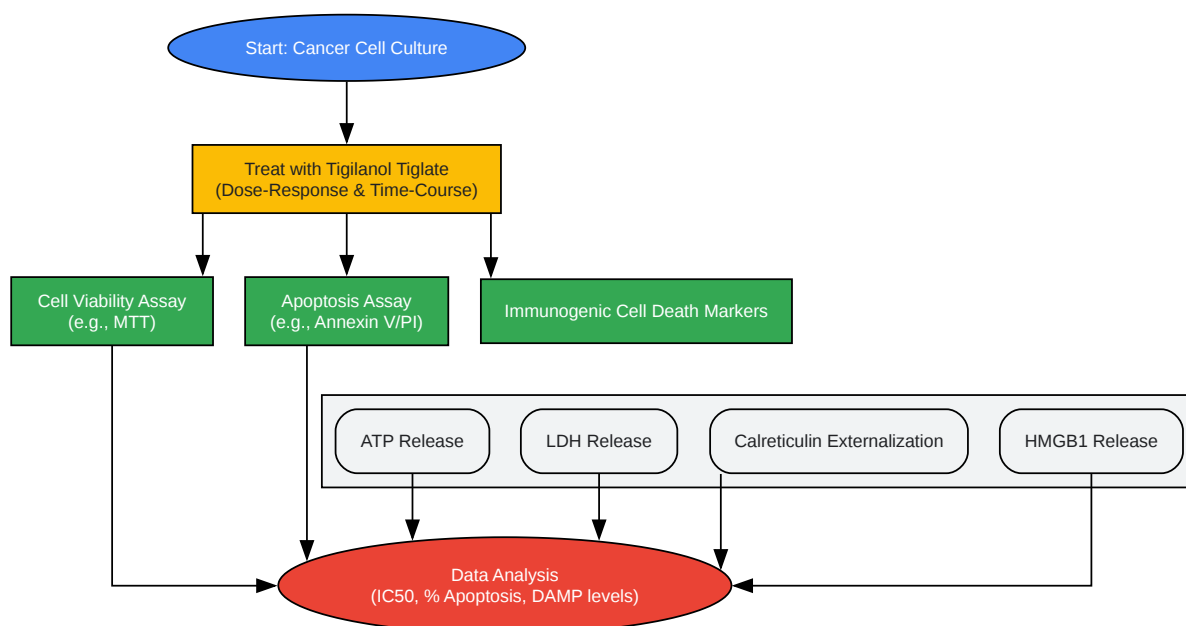 Start: Cancer Cell Culture
Treat with Tigilanol Tiglate
(Dose-Response & Time-Course)
Cell Viability Assay
(e.g., MTT)
Apoptosis Assay
(e.g., Annexin V/PI)
Immunogenic Cell Death Markers
ATP Release
LDH Release
Calreticulin Externalization
HMGB1 Release
Data Analysis
(IC50, % Apoptosis, DAMP levels)